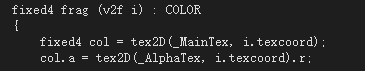 fixed4 frag (v2f i) : COLOR
{
fixed4 col = tex2D(_MainTex, i.texcoord);
col.a = tex2D(_AlphaTex, i.texcoord).r;